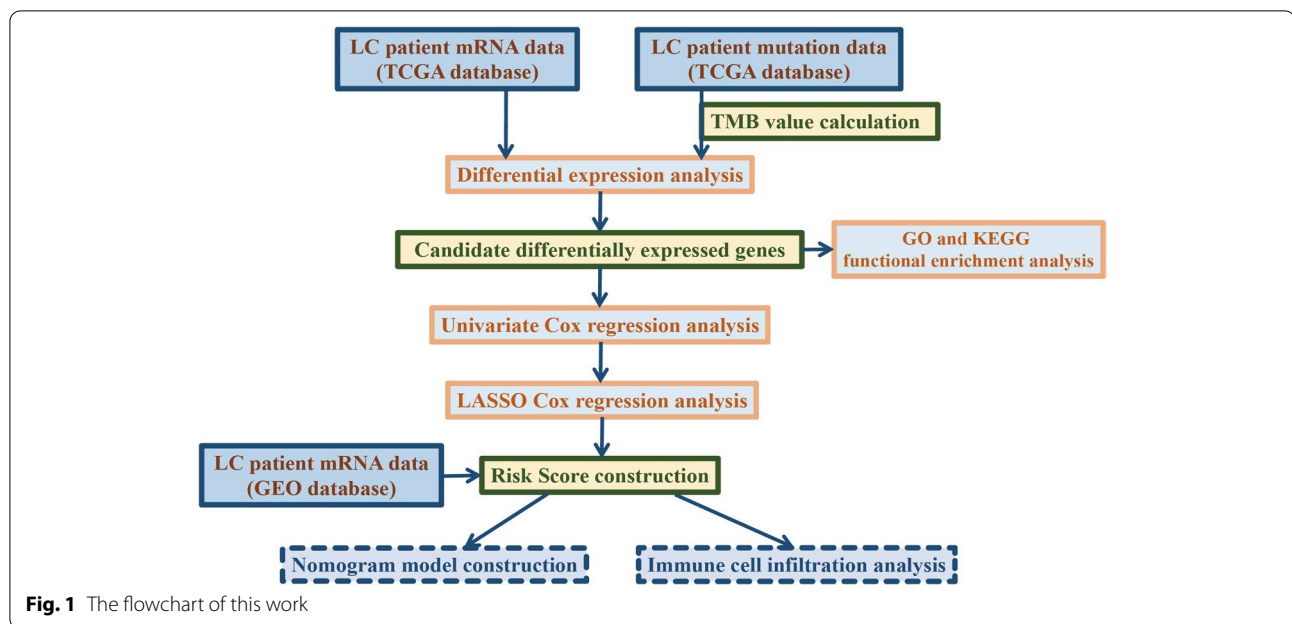 LC patient mRNA data
(TCGA database)
LC patient mutation data
(TCGA database)
TMB value calculation
Differential expression analysis
Candidate differentially expressed genes
GO and KEGG
functional enrichment analysis
Univariate Cox regression analysis
LASSO Cox regression analysis
LC patient mRNA data
(GEO database)
Risk Score construction
Nomogram model construction
Immune cell infiltration analysis
Fig. 1 The flowchart of this work